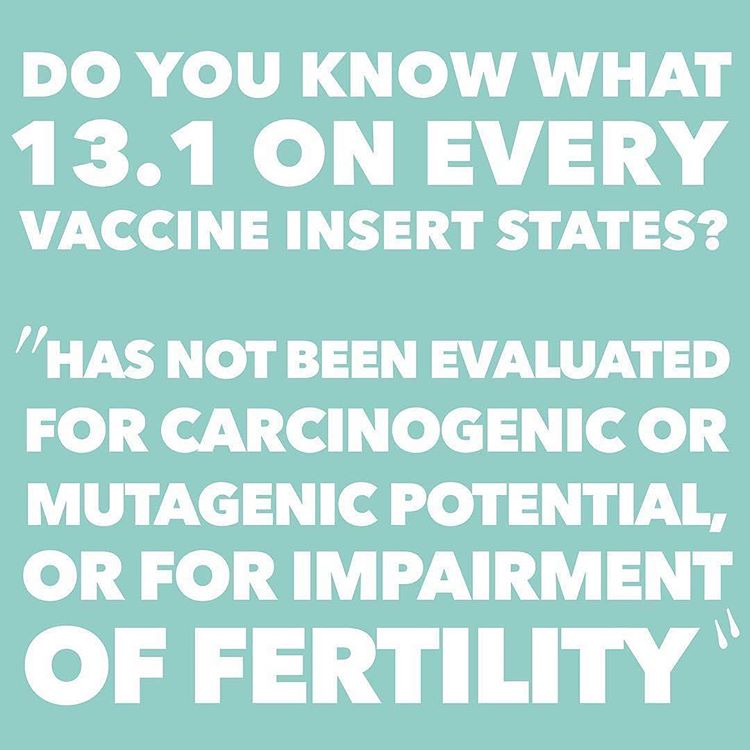 DO YOU KNOW WHAT
13.1 ON EVERY
VACCINE INSERT STATES?
"HAS NOT BEEN EVALUATED
FOR CARCINOGENIC OR
MUTAGENIC POTENTIAL,
OR FOR IMPAIRMENT
OF FERTILITY"